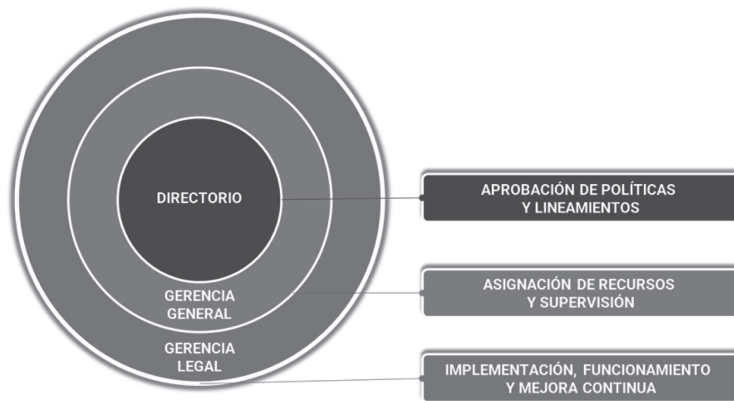 DIRECTORIO
GERENCIA
GENERAL
GERENCIA
LEGAL
APROBACIÓN DE POLÍTICAS
Y LINEAMIENTOS
ASIGNACIÓN DE RECURSOS
Y SUPERVISIÓN
IMPLEMENTACIÓN, FUNCIONAMIENTO
Y MEJORA CONTINUA